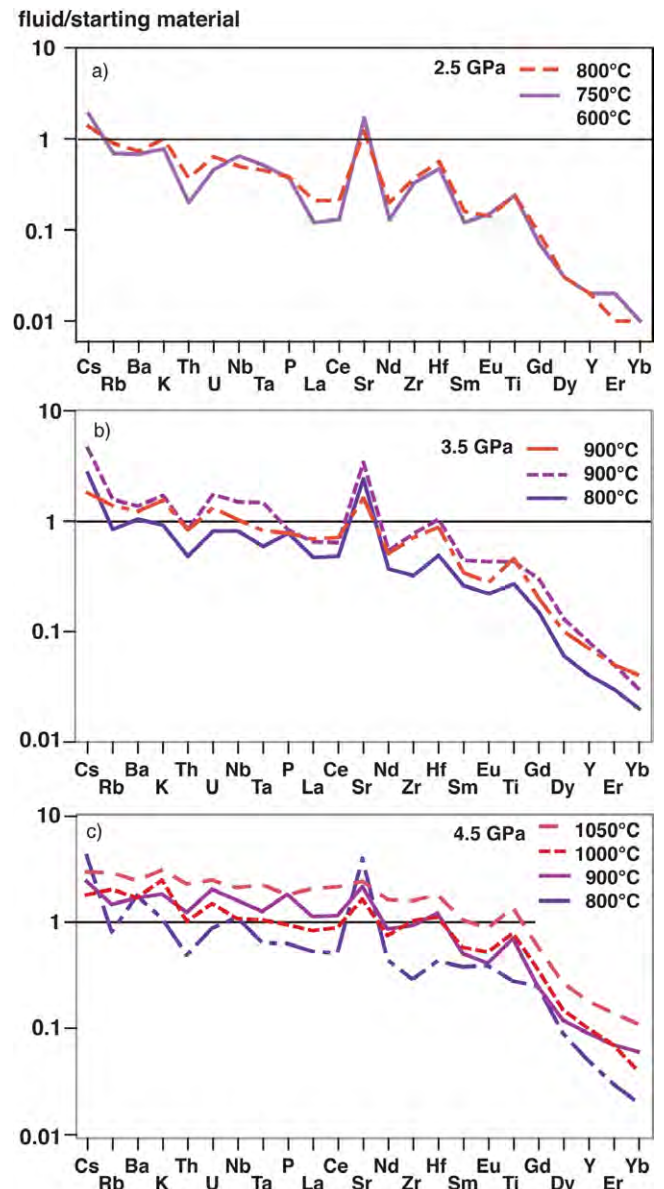 fluid/starting material
10
a)
2.5 GPa
800°C
750°C
600°C
1
0.1
0.01
Cs Rb Ba K Th U Nb Ta P La Ce Sr Nd Zr Hf Sm Eu Ti Gd Dy Y Er Yb
10
b)
3.5 GPa
900°C
900°C
800°C
1
0.1
0.01
Cs Rb Ba K Th U Nb Ta P La Ce Sr Nd Zr Hf Sm Eu Ti Gd Dy Y Er Yb
10
c)
4.5 GPa
1050°C
1000°C
900°C
800°C
1
0.1
0.01
Cs Rb Ba K Th U Nb Ta P La Ce Sr Nd Zr Hf Sm Eu Ti Gd Dy Y Er Yb